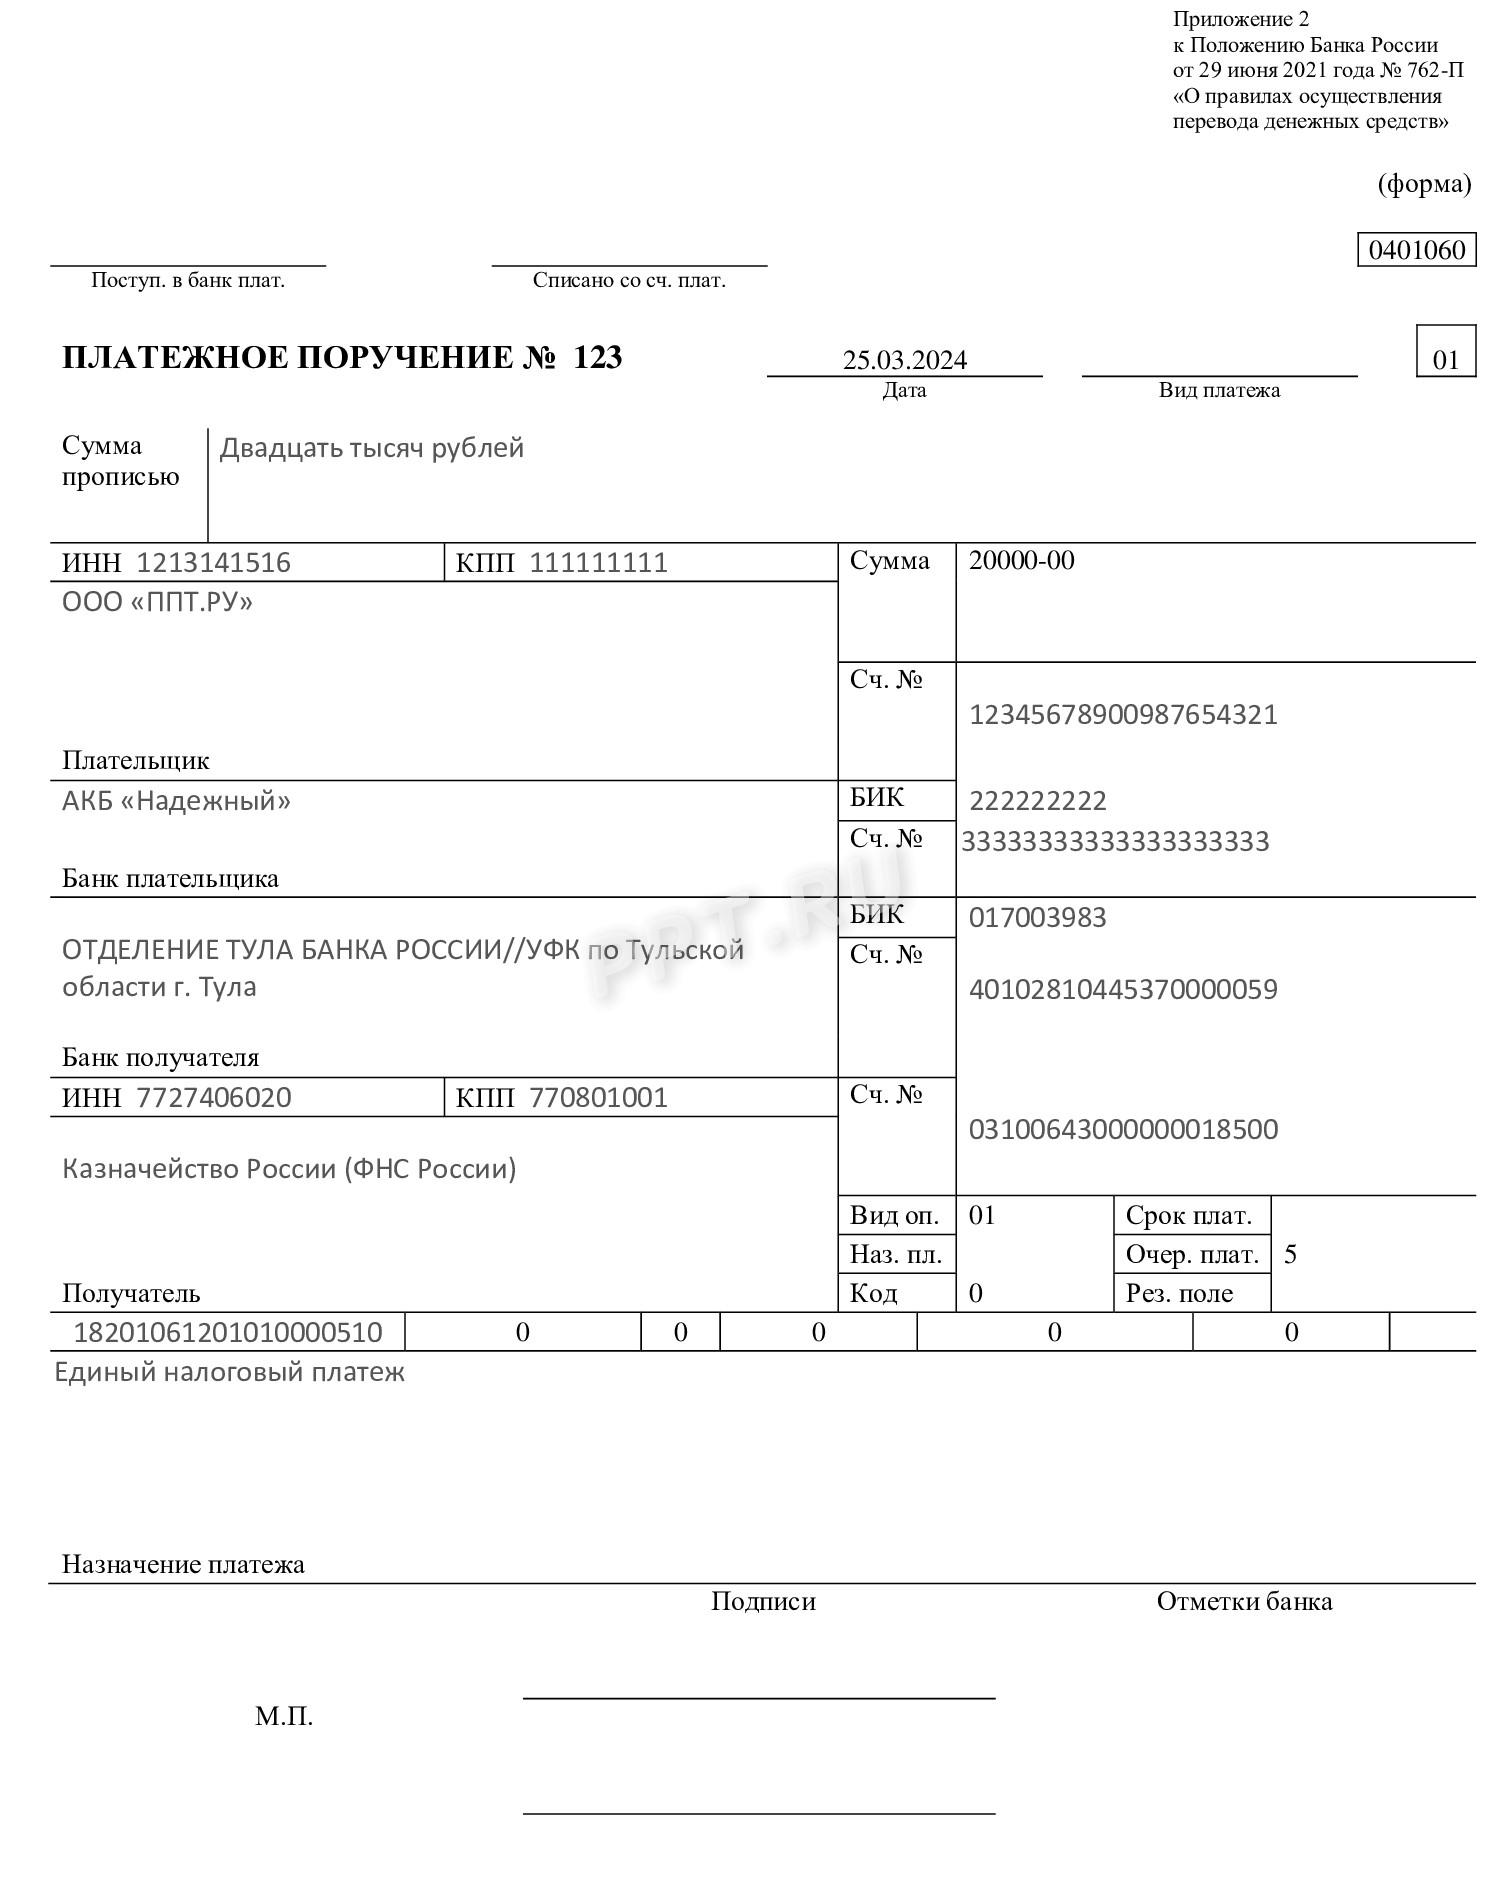 Приложение 2
к Положению Банка России
от 29 июня 2021 года № 762-П
«О правилах осуществления
перевода денежных средств»
(форма)
0401060
Поступ. в банк плат. Списано со сч. плат.
ПЛАТЕЖНОЕ ПОРУЧЕНИЕ № 123 25.03.2024 01
Дата Вид платежа
Сумма прописью Двадцать тысяч рублей
ИНН 1213141516 КПП 111111111 Сумма 20000-00
ООО «ППТ.РУ»
Сч. №
12345678900987654321
Плательщик
АКБ «Надежный» БИК 222222222
Сч. № 33333333333333333333
Банк плательщика
БИК 017003983
ОТДЕЛЕНИЕ ТУЛА БАНКА РОССИИ//УФК по Тульской Сч. №
области г. Тула 40102810445370000059
Банк получателя
ИНН 7727406020 КПП 770801001 Сч. №
03100643000000018500
Казначейство России (ФНС России)
Вид оп. 01 Срок плат.
Наз. пл. Очер. плат. 5
Получатель Код 0 Рез. поле
18201061201010000510 0 0 0 0 0
Единый налоговый платеж
Назначение платежа
Подписи Отметки банка
М.П.
PPT.RU